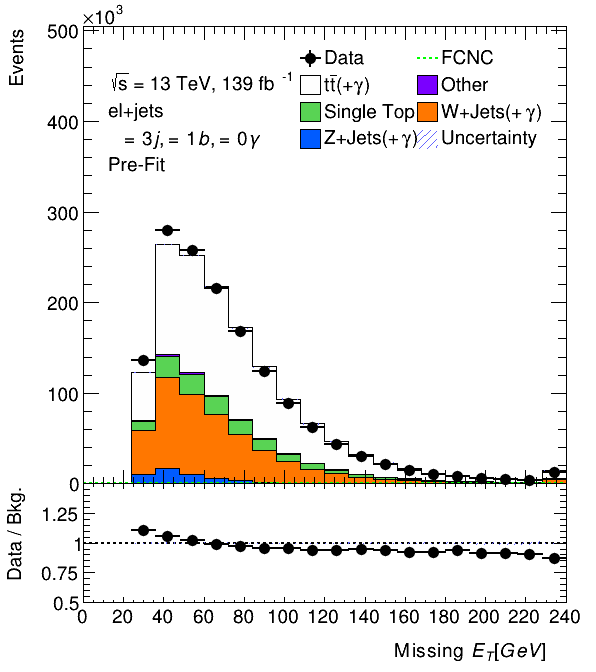 ×10³
Events
500
400
300
200
100
0
√s = 13 TeV, 139 fb⁻¹
el+jets
= 3j, = 1b, = 0γ
Pre-Fit
Data
FCNC
tt̄(+γ)
Other
Single Top
W+Jets(+γ)
Z+Jets(+γ)
Uncertainty
Data / Bkg.
1.25
1
0.75
0.5
0 20 40 60 80 100 120 140 160 180 200 220 240
Missing E_T[GeV]